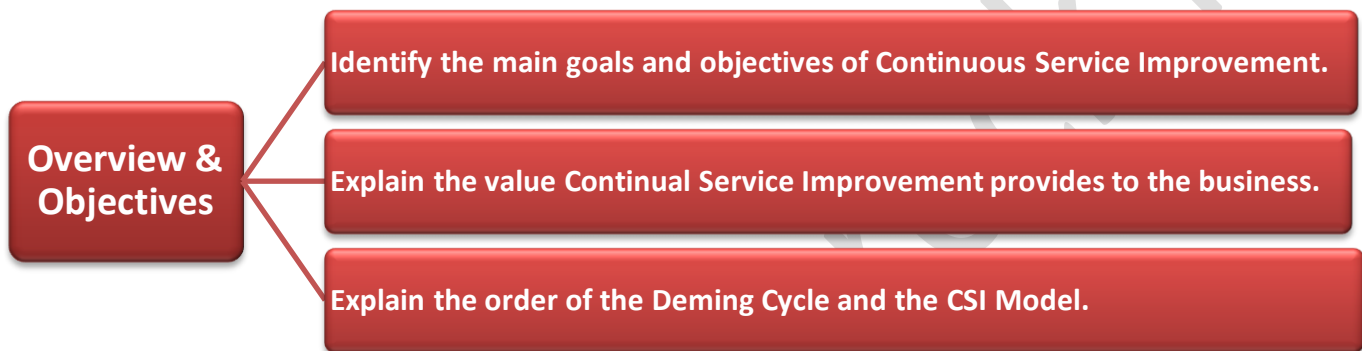 Overview &
Objectives
Identify the main goals and objectives of Continuous Service Improvement.
Explain the value Continual Service Improvement provides to the business.
Explain the order of the Deming Cycle and the CSI Model.